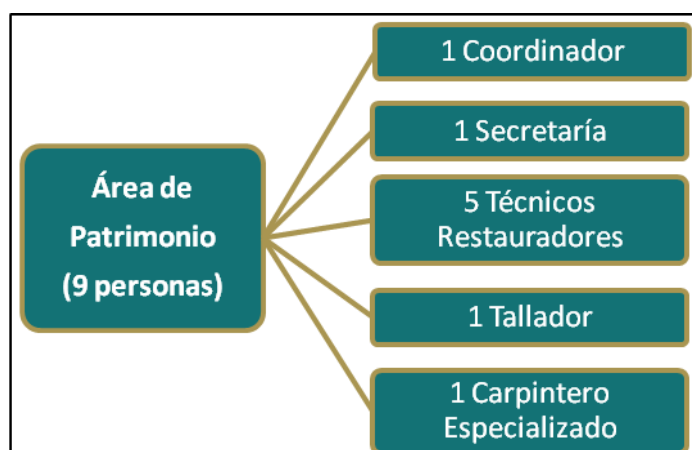 Área de
Patrimonio
(9 personas)
1 Coordinador
1 Secretaría
5 Técnicos
Restauradores
1 Tallador
1 Carpintero
Especializado